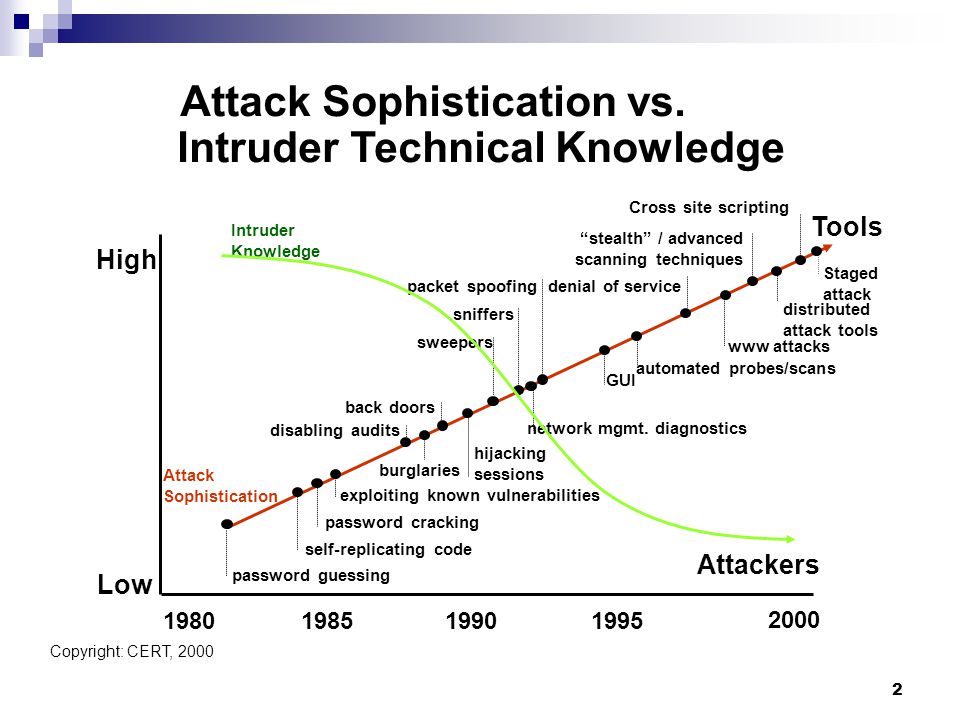 Attack Sophistication vs.
Intruder Technical Knowledge
Cross site scripting
Tools
Intruder
Knowledge
“stealth” / advanced
scanning techniques
High
Staged
attack
packet spoofing denial of service
distributed
attack tools
sniffers
sweepers
www attacks
automated probes/scans
GUI
back doors
disabling audits
network mgmt. diagnostics
hijacking
sessions
burglaries
Attack
Sophistication
exploiting known vulnerabilities
password cracking
self-replicating code
Attackers
password guessing
Low
1980 1985 1990 1995 2000
Copyright: CERT, 2000
2